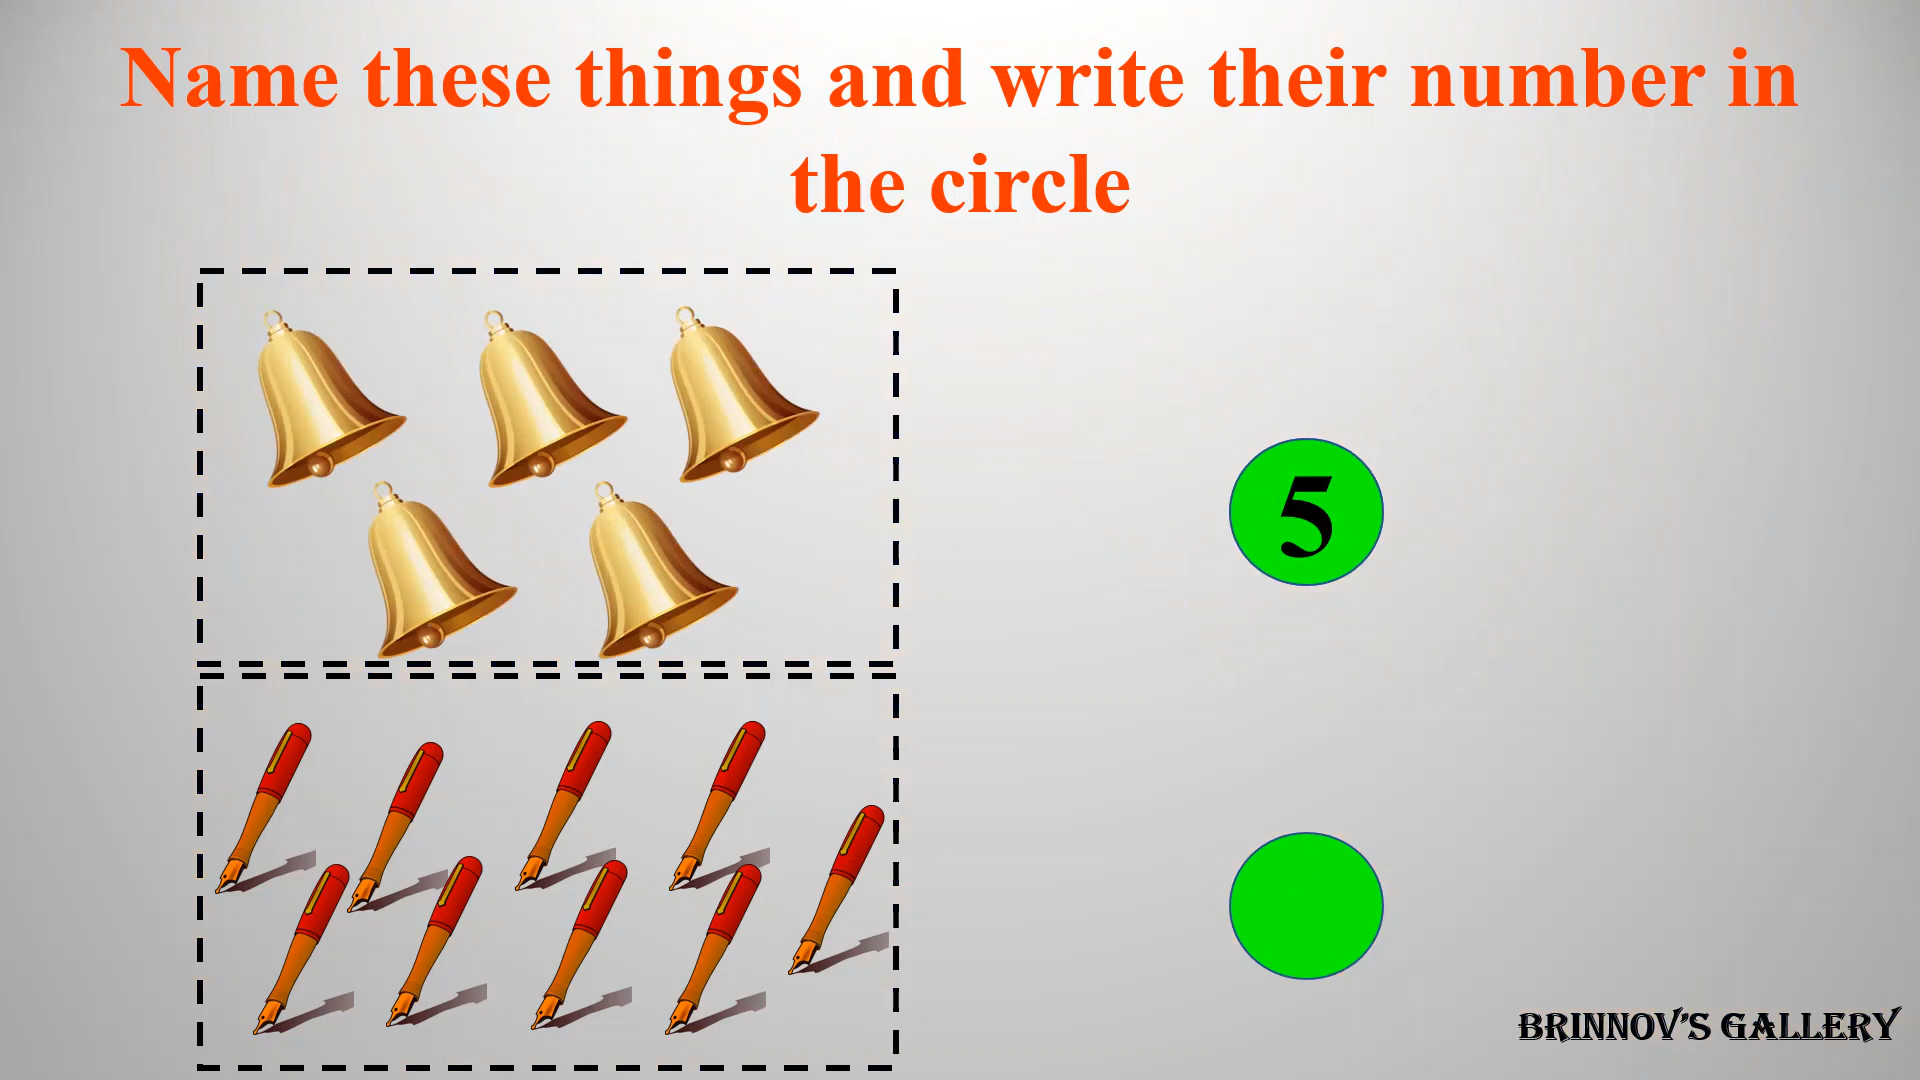 Name these things and write their number in
the circle
5
BRINNOV'S GALLERY